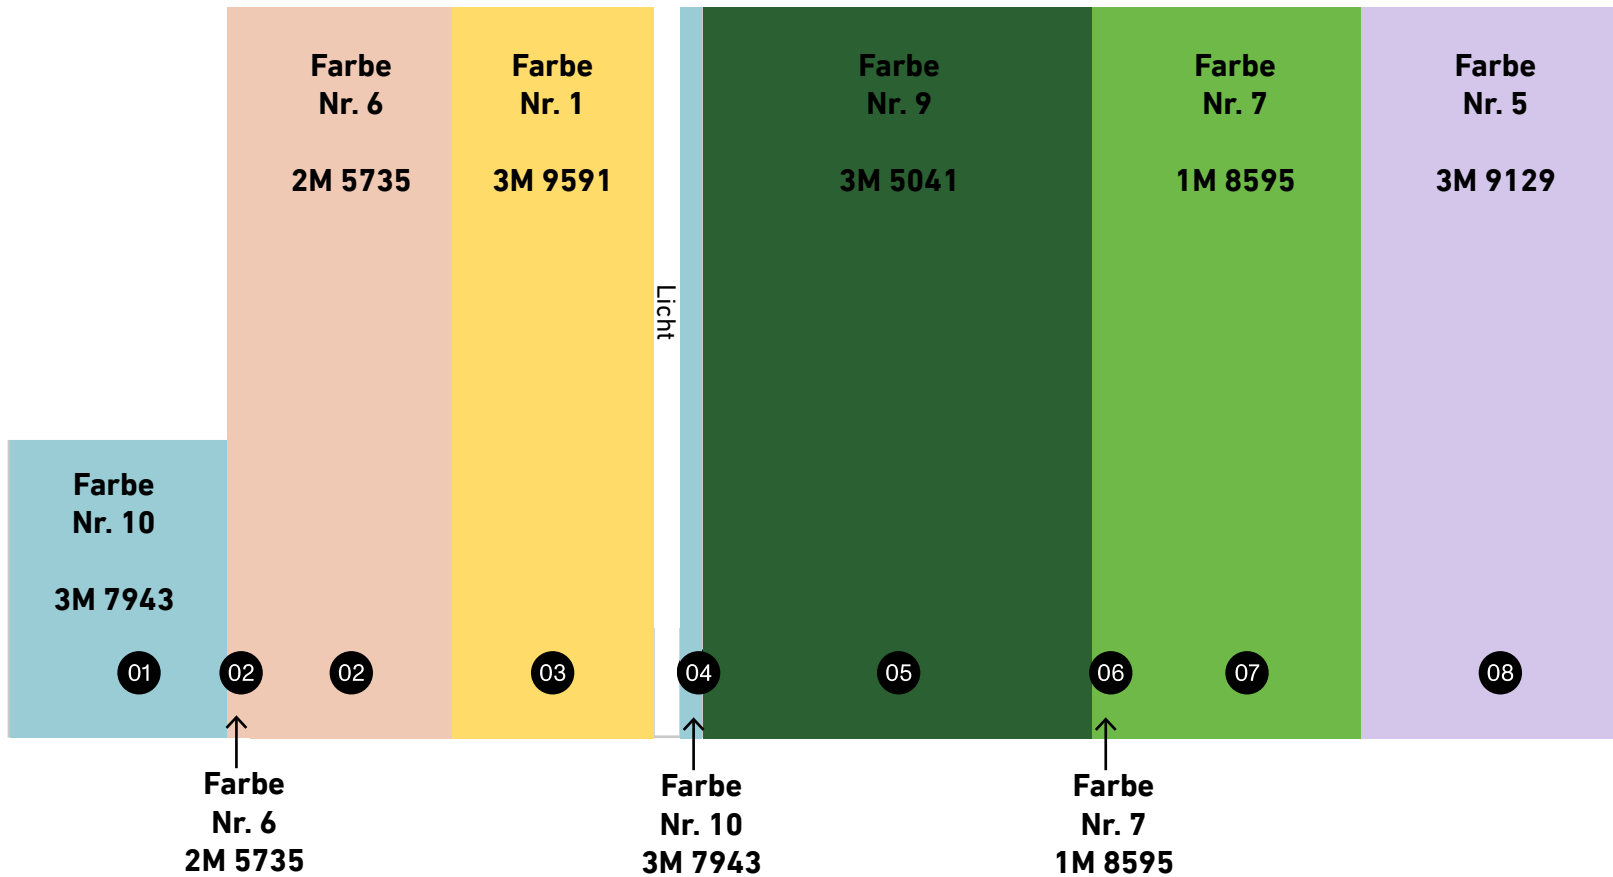 Farbe
Nr. 6
2M 5735
Farbe
Nr. 1
3M 9591
Licht
Farbe
Nr. 9
3M 5041
Farbe
Nr. 7
1M 8595
Farbe
Nr. 5
3M 9129
Farbe
Nr. 10
3M 7943
01
02
02
03
04
05
06
07
08
Farbe
Nr. 6
2M 5735
Farbe
Nr. 10
3M 7943
Farbe
Nr. 7
1M 8595